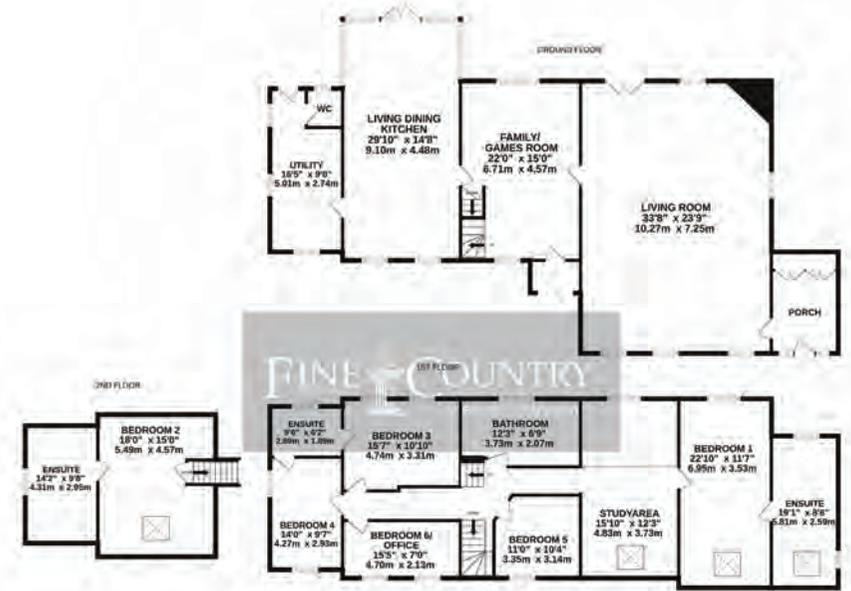 GROUND FLOOR
WC
LIVING DINING
KITCHEN
29'10" x 14'8"
9.10m x 4.48m
FAMILY/
GAMES ROOM
22'0" x 15'0"
6.71m x 4.57m
UTILITY
16'5" x 9'0"
5.01m x 2.74m
LIVING ROOM
33'8" x 23'9"
10.27m x 7.25m
PORCH
1ST FLOOR
FINE COUNTRY
2ND FLOOR
BEDROOM 2
18'0" x 15'0"
5.49m x 4.57m
ENSUITE
14'2" x 9'8"
4.31m x 2.95m
ENSUITE
9'6" x 6'2"
2.89m x 1.89m
BEDROOM 3
15'7" x 10'10"
4.74m x 3.31m
BATHROOM
12'3" x 6'9"
3.73m x 2.07m
BEDROOM 1
22'10" x 11'7"
6.95m x 3.53m
BEDROOM 4
14'0" x 9'7"
4.27m x 2.93m
BEDROOM 6/
OFFICE
15'5" x 7'0"
4.70m x 2.13m
BEDROOM 5
11'0" x 10'4"
3.35m x 3.14m
STUDYAREA
15'10" x 12'3"
4.83m x 3.73m
ENSUITE
19'1" x 8'6"
5.81m x 2.59m